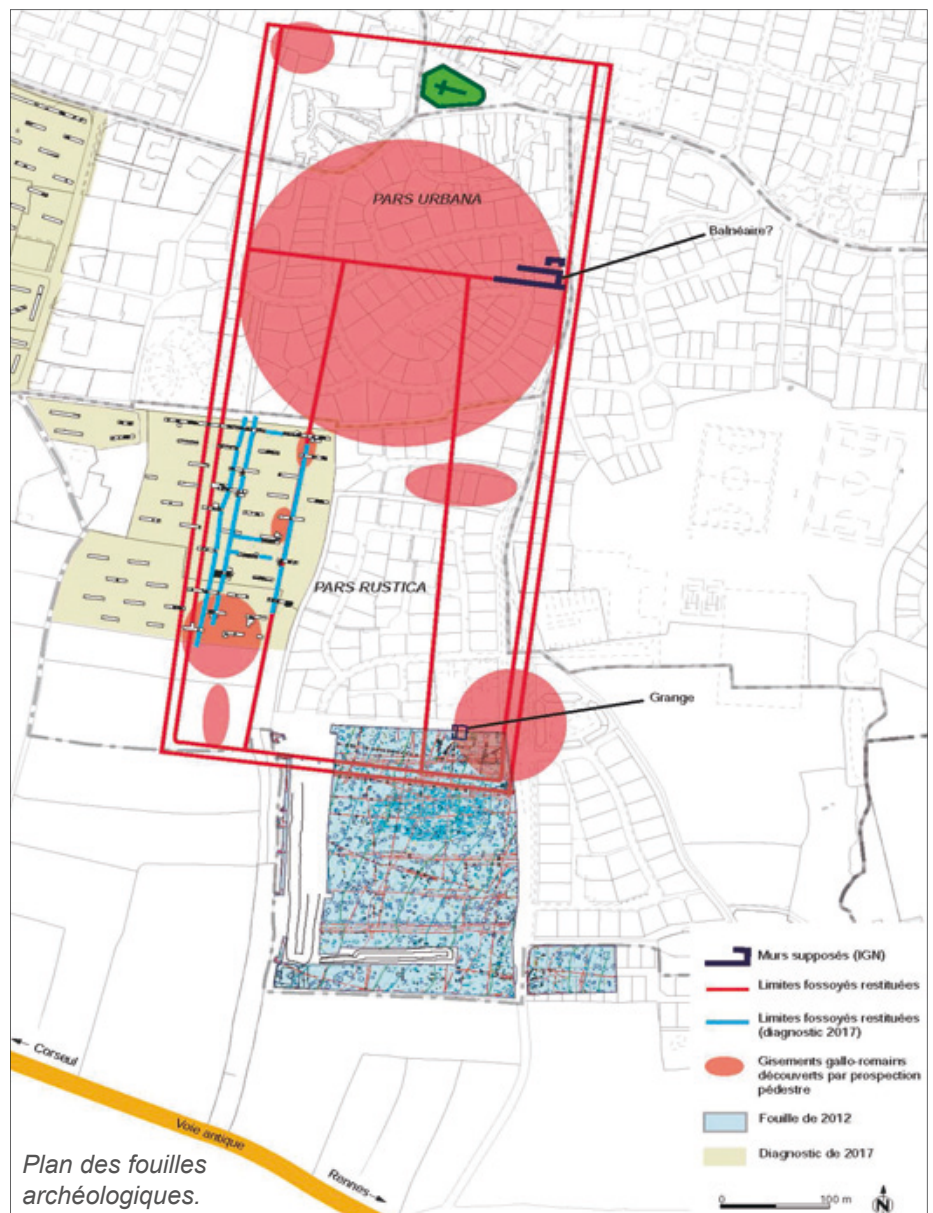 PARS URBANA
Balnéaire?
PARS RUSTICA
Grange
Murs supposés (IGN)
Limites fossoyés restituées
Limites fossoyés restituées
(diagnostic 2017)
Gisements gallo-romains
découverts par prospection
pédestre
Fouille de 2012
Diagnostic de 2017
Corseul
Voie antique
Rennes
Plan des fouilles
archéologiques.
0 100 m
N